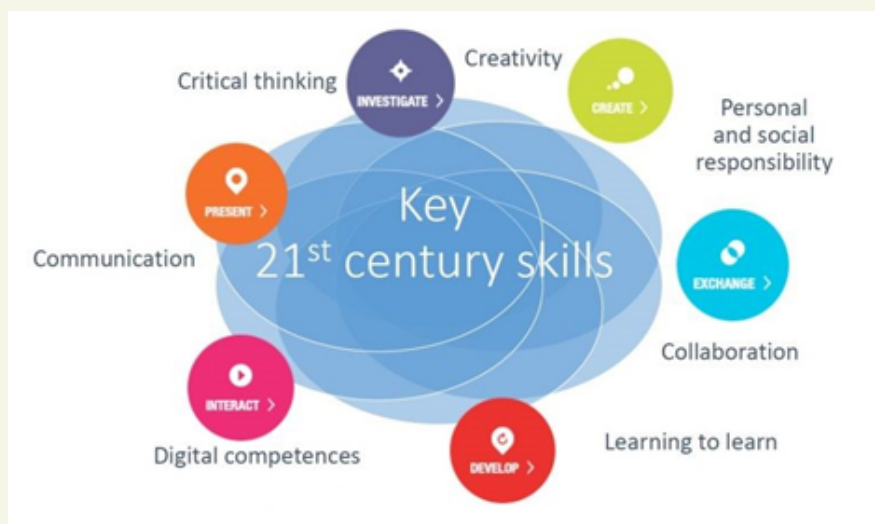 Critical thinking
INVESTIGATE >
Creativity
CREATE >
Personal
and social
responsibility
PRESENT >
Key
21st century skills
Communication
EXCHANGE >
Collaboration
INTERACT >
Digital competences
DEVELOP >
Learning to learn